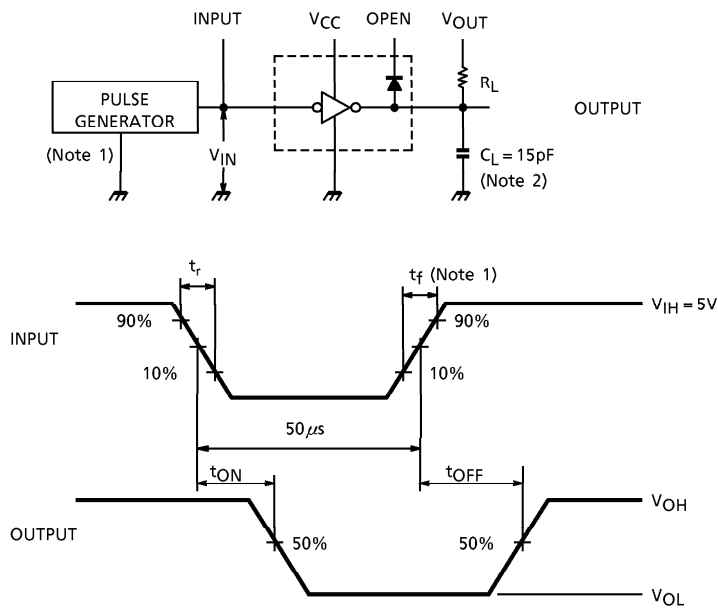 INPUT VCC OPEN VOUT
RL
PULSE
GENERATOR
OUTPUT
(Note 1)
VIN
CL = 15pF
(Note 2)
tr
tf (Note 1)
VIH = 5V
90%
90%
INPUT
10%
10%
50μs
tON
tOFF
VOH
OUTPUT
50%
50%
VOL